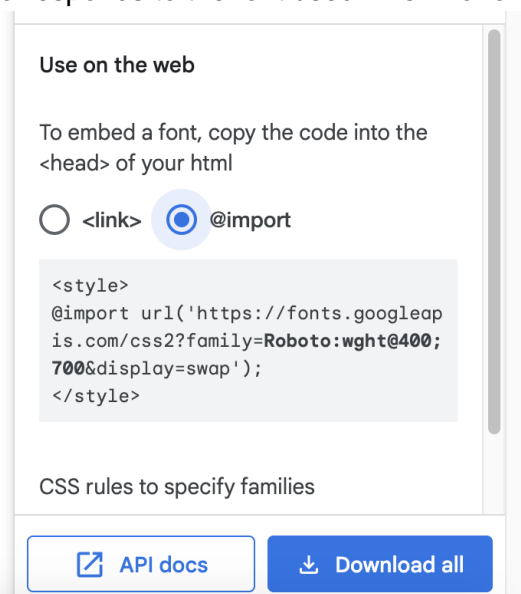 Use on the web
To embed a font, copy the code into the
<head> of your html
<link> @import
<style>
@import url('https://fonts.googleap
is.com/css2?family=Roboto:wght@400;
700&display=swap');
</style>
CSS rules to specify families
API docs Download all